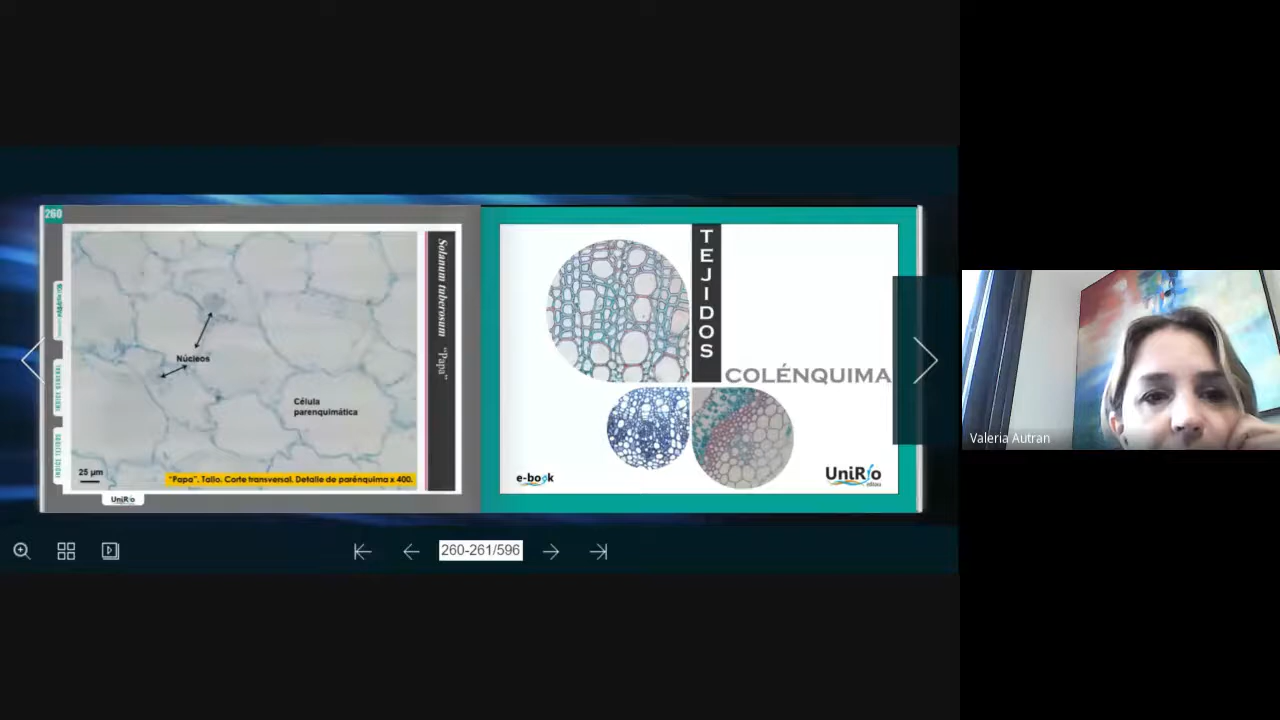 260
Núcleos
Célula
parenquimática
25 µm
"Papa". Tallo. Corte transversal. Detalle de parénquima x 400.
Solanum tuberosum "Papa"
UniRío
TEJIDOS
COLÉNQUIMA
e-book
UniRío
editora
260-261/596
Valeria Autran